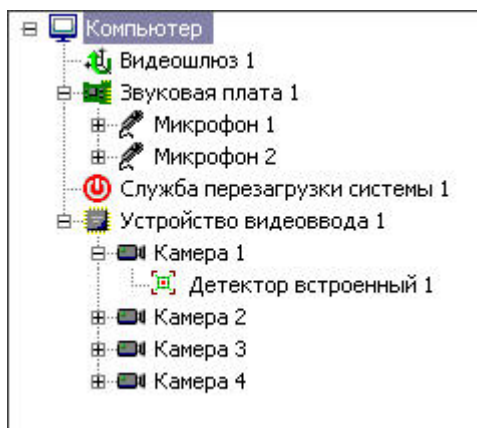 Компьютер
Видеошлюз 1
Звуковая плата 1
Микрофон 1
Микрофон 2
Служба перезагрузки системы 1
Устройство видеоввода 1
Камера 1
Детектор встроенный 1
Камера 2
Камера 3
Камера 4